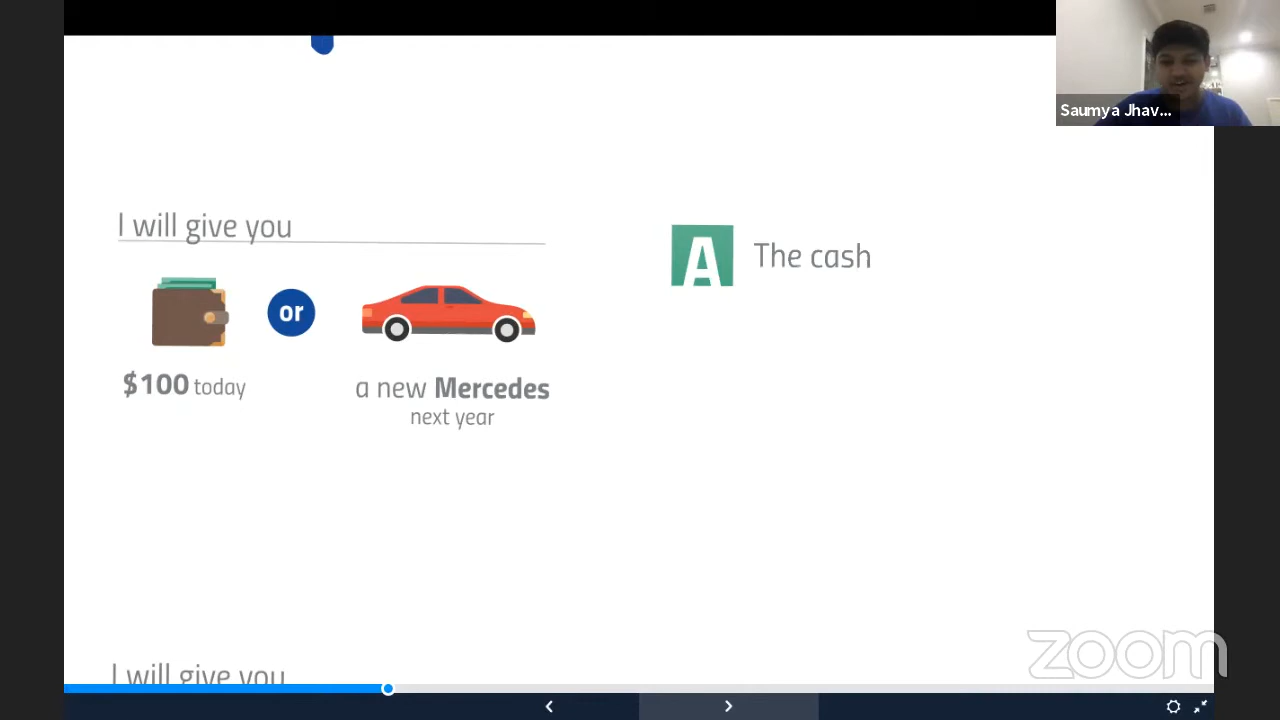 Saumya Jhav...
I will give you
A The cash
or
$100 today
a new Mercedes
next year
I will give you
zoom